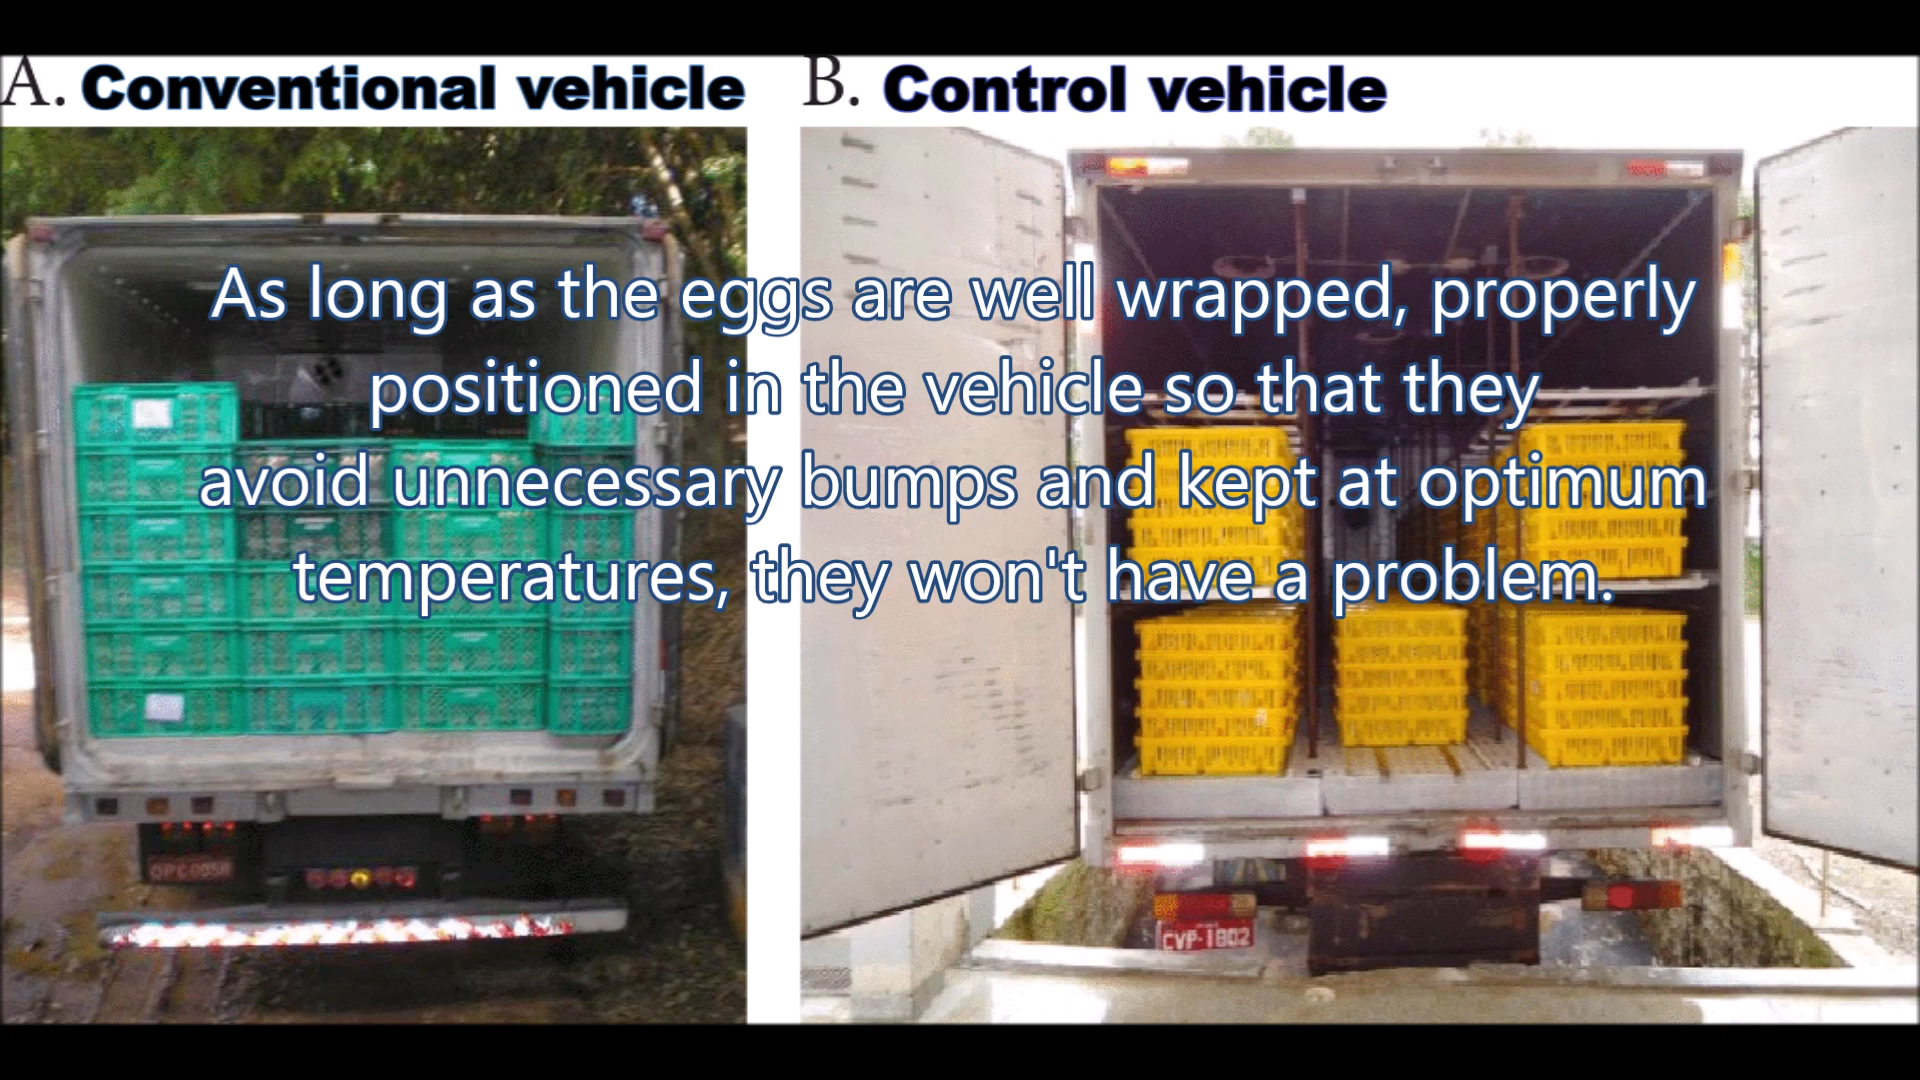 A. Conventional vehicle
B. Control vehicle
As long as the eggs are well wrapped, properly
positioned in the vehicle so that they
avoid unnecessary bumps and kept at optimum
temperatures, they won't have a problem.
CVP-1802